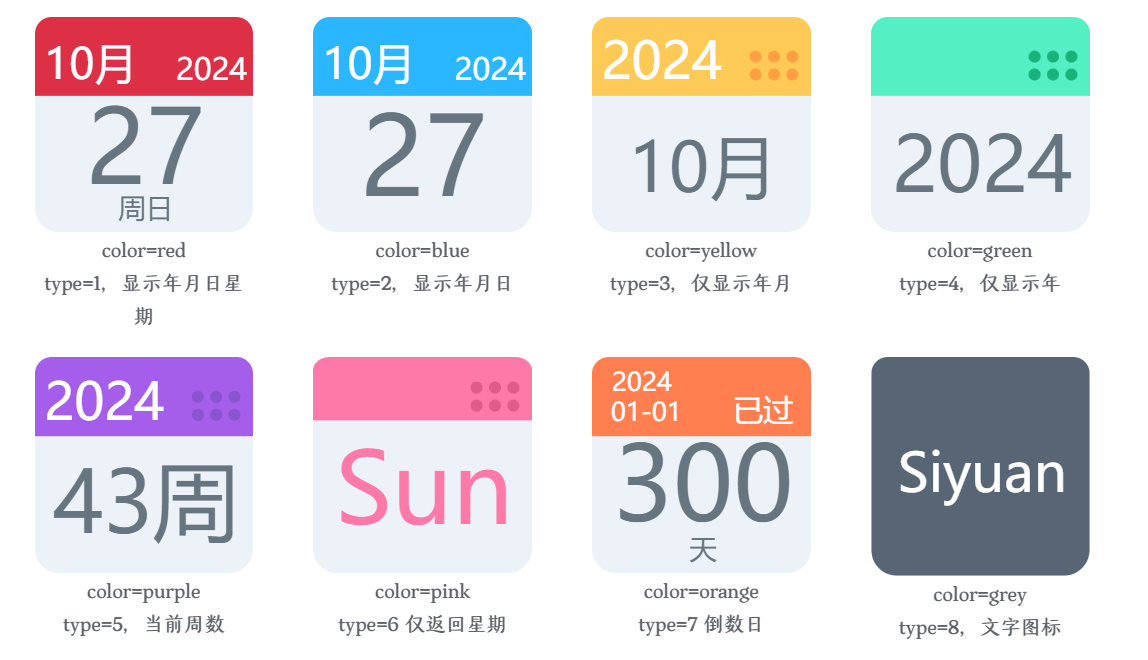 10月 2024
27
周日
color=red
type=1，显示年月日星
期
10月 2024
27
color=blue
type=2，显示年月日
2024
10月
color=yellow
type=3，仅显示年月
2024
color=green
type=4，仅显示年
2024
43周
color=purple
type=5，当前周数
Sun
color=pink
type=6 仅返回星期
2024
01-01 已过
300
天
color=orange
type=7 倒数日
Siyuan
color=grey
type=8，文字图标